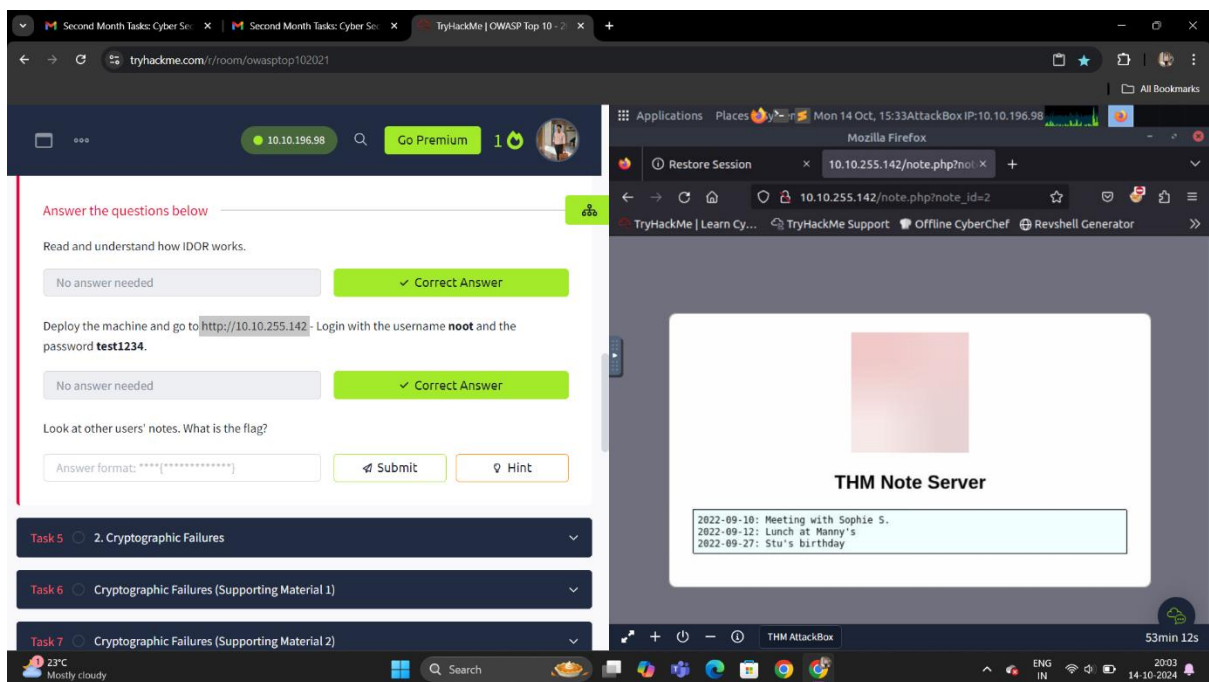 Second Month Tasks: Cyber Sec
Second Month Tasks: Cyber Sec
TryHackMe | OWASP Top 10 - 2
tryhackme.com/r/room/owasptop102021
All Bookmarks
10.10.196.98
Go Premium
1
Answer the questions below
Read and understand how IDOR works.
No answer needed
Correct Answer
Deploy the machine and go to http://10.10.255.142 - Login with the username noot and the
password test1234.
No answer needed
Correct Answer
Look at other users' notes. What is the flag?
Answer format: ****{*************}
Submit
Hint
Task 5 2. Cryptographic Failures
Task 6 Cryptographic Failures (Supporting Material 1)
Task 7 Cryptographic Failures (Supporting Material 2)
Applications Places Mon 14 Oct, 15:33 AttackBox IP:10.10.196.98
Mozilla Firefox
Restore Session
10.10.255.142/note.php?not
10.10.255.142/note.php?note_id=2
TryHackMe | Learn Cy... TryHackMe Support Offline CyberChef Revshell Generator
THM Note Server
2022-09-10: Meeting with Sophie S.
2022-09-12: Lunch at Manny's
2022-09-27: Stu's birthday
THM AttackBox
53min 12s
1
23°C
Mostly cloudy
Search
ENG
IN
20:03
14-10-2024